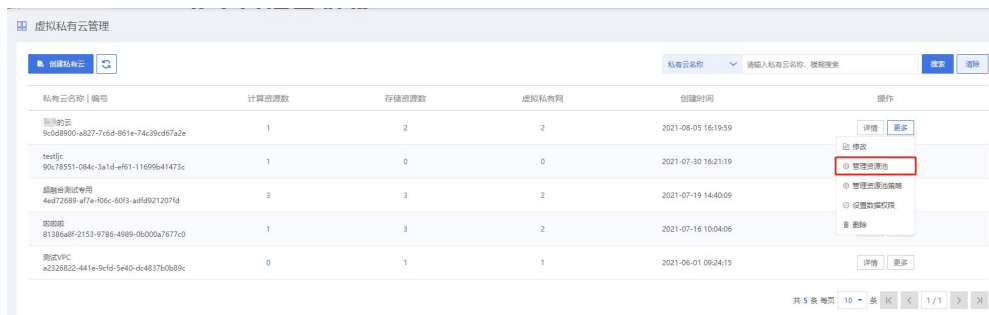 虚拟私有云管理
创建私有云
私有云名称 请输入私有云名称、模糊搜索 搜索 清除
私有云名称 | 编号 计算资源数 存储资源数 虚拟私有网 创建时间 操作
的云
9c0d8900-a827-7c6d-861e-74c39cd67a2e 1 2 2 2021-08-05 16:19:59 详情 更多
修改
testljc
90c78551-084c-3a1d-ef61-11699b41473c 1 0 0 2021-07-30 16:21:19
管理资源池
超融合测试专用
4ed72689-af7e-f06c-60f3-adfd921207fd 3 3 2 2021-07-19 14:40:09
管理资源池策略
设置数据权限
啦啦啦
81386a8f-2153-9786-4989-0b000a7677c0 1 3 2 2021-07-16 10:04:06
删除
测试VPC
a2326822-441e-9cfd-5e40-dc4837b0b89c 0 1 1 2021-06-01 09:24:15 详情 更多
共 5 条 每页 10 条 1 / 1